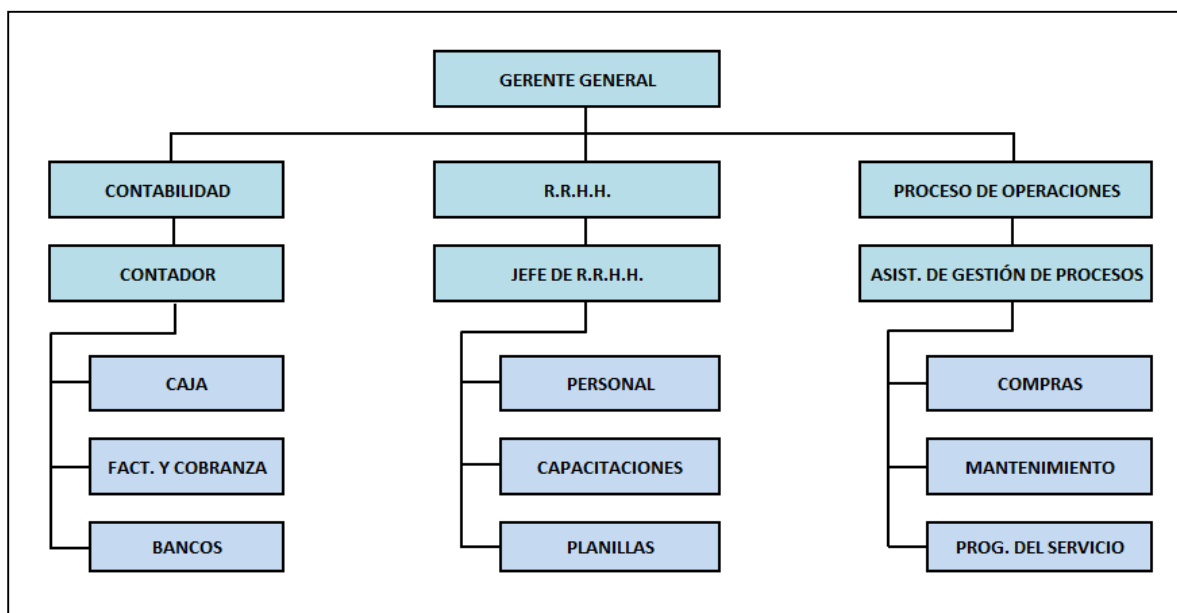 GERENTE GENERAL
CONTABILIDAD
R.R.H.H.
PROCESO DE OPERACIONES
CONTADOR
JEFE DE R.R.H.H.
ASIST. DE GESTIÓN DE PROCESOS
CAJA
PERSONAL
COMPRAS
FACT. Y COBRANZA
CAPACITACIONES
MANTENIMIENTO
BANCOS
PLANILLAS
PROG. DEL SERVICIO